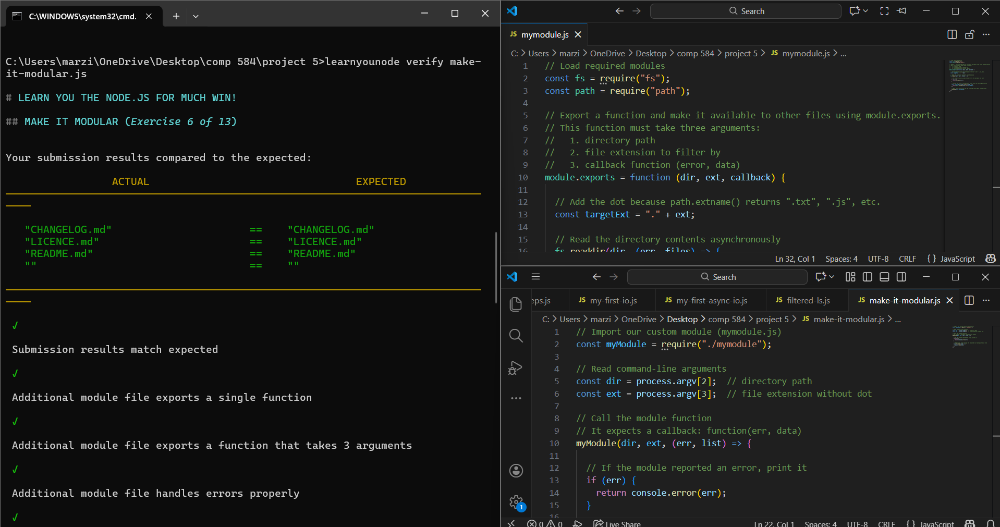 C:\WINDOWS\system32\cmd.
C:\Users\marzi\OneDrive\Desktop\comp 584\project 5>learnyounode verify make-
it-modular.js
# LEARN YOU THE NODE.JS FOR MUCH WIN!
## MAKE IT MODULAR (Exercise 6 of 13)
Your submission results compared to the expected:
ACTUAL EXPECTED
"CHANGELOG.md" == "CHANGELOG.md"
"LICENCE.md" == "LICENCE.md"
"README.md" == "README.md"
"" == ""
√
Submission results match expected
√
Additional module file exports a single function
√
Additional module file exports a function that takes 3 arguments
√
Additional module file handles errors properly
√
Search
JS mymodule.js
C: > Users > marzi > OneDrive > Desktop > comp 584 > project 5 > JS mymodule.js > ...
1 // Load required modules
2 const fs = require("fs");
3 const path = require("path");
4
5 // Export a function and make it available to other files using module.exports.
6 // This function must take three arguments:
7 //   1. directory path
8 //   2. file extension to filter by
9 //   3. callback function (error, data)
10 module.exports = function (dir, ext, callback) {
11
12 // Add the dot because path.extname() returns ".txt", ".js", etc.
13 const targetExt = "." + ext;
14
15 // Read the directory contents asynchronously
16 fs.readdir(dir, (err, files) => {
Ln 32, Col 1 Spaces: 4 UTF-8 CRLF {} JavaScript
Search
eps.js JS my-first-io.js JS my-first-async-io.js JS filtered-ls.js JS make-it-modular.js
C: > Users > marzi > OneDrive > Desktop > comp 584 > project 5 > JS make-it-modular.js > ...
1 // Import our custom module (mymodule.js)
2 const myModule = require("./mymodule");
3
4 // Read command-line arguments
5 const dir = process.argv[2];  // directory path
6 const ext = process.argv[3];  // file extension without dot
7
8 // Call the module function
9 // It expects a callback: function(err, data)
10 myModule(dir, ext, (err, list) => {
11
12 // If the module reported an error, print it
13 if (err) {
14 return console.error(err);
15 }
16
1
0 0 Live Share Ln 22, Col 1 Spaces: 4 UTF-8 CRLF {} JavaScript